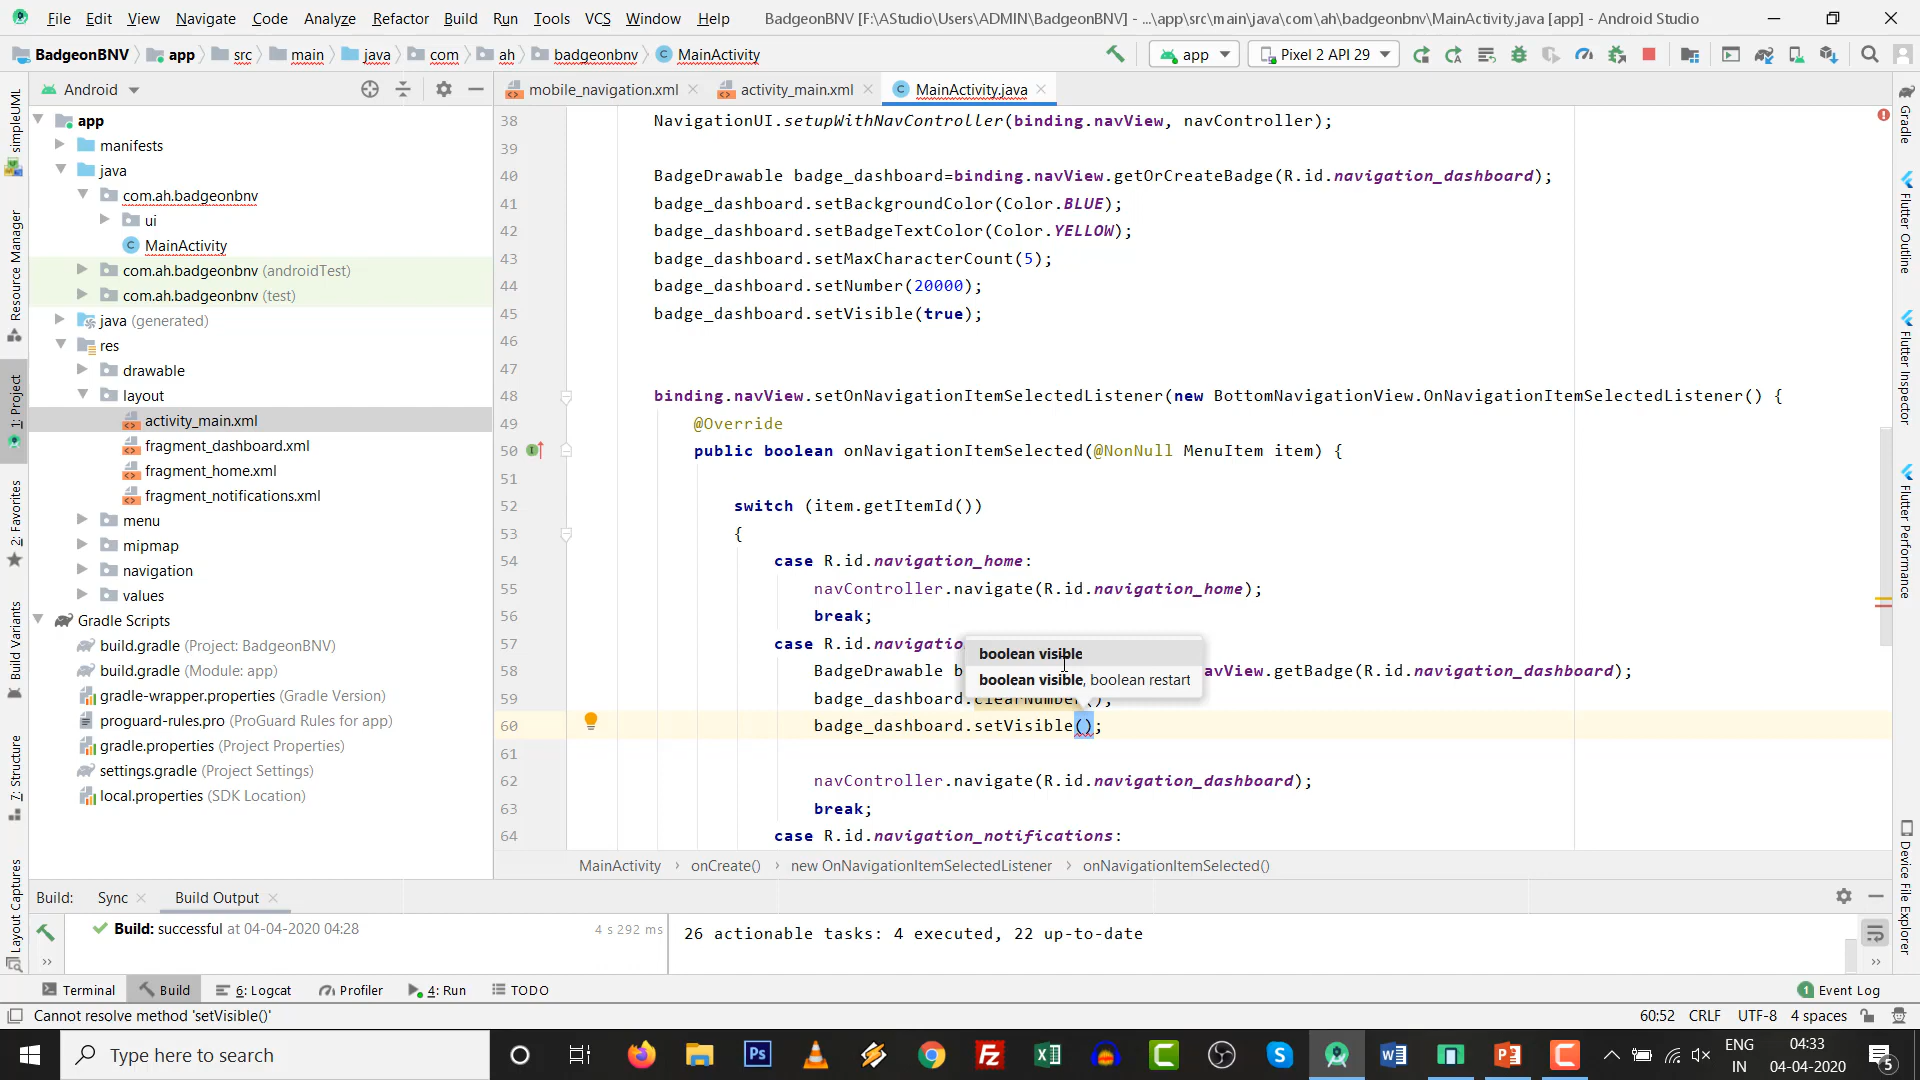 File Edit View Navigate Code Analyze Refactor Build Run Tools VCS Window Help BadgeonBNV [F:\AStudio\Users\ADMIN\BadgeonBNV] - ...\app\src\main\java\com\ah\badgeonbnv\MainActivity.java [app] - Android Studio
BadgeonBNV app src main java com ah badgeonbnv MainActivity app Pixel 2 API 29
Android mobile_navigation.xml activity_main.xml MainActivity.java
app
manifests
java
com.ah.badgeonbnv
ui
MainActivity
com.ah.badgeonbnv (androidTest)
com.ah.badgeonbnv (test)
java (generated)
res
drawable
layout
activity_main.xml
fragment_dashboard.xml
fragment_home.xml
fragment_notifications.xml
menu
mipmap
navigation
values
Gradle Scripts
build.gradle (Project: BadgeonBNV)
build.gradle (Module: app)
gradle-wrapper.properties (Gradle Version)
proguard-rules.pro (ProGuard Rules for app)
gradle.properties (Project Properties)
settings.gradle (Project Settings)
local.properties (SDK Location)
38 NavigationUI.setupWithNavController(binding.navView, navController);
39
40 BadgeDrawable badge_dashboard=binding.navView.getOrCreateBadge(R.id.navigation_dashboard);
41 badge_dashboard.setBackgroundColor(Color.BLUE);
42 badge_dashboard.setBadgeTextColor(Color.YELLOW);
43 badge_dashboard.setMaxCharacterCount(5);
44 badge_dashboard.setNumber(20000);
45 badge_dashboard.setVisible(true);
46
47
48 binding.navView.setOnNavigationItemSelectedListener(new BottomNavigationView.OnNavigationItemSelectedListener() {
49 @Override
50 public boolean onNavigationItemSelected(@NonNull MenuItem item) {
51
52 switch (item.getItemId())
53 {
54 case R.id.navigation_home:
55 navController.navigate(R.id.navigation_home);
56 break;
57 case R.id.navigatio
58 BadgeDrawable b navView.getBadge(R.id.navigation_dashboard);
59 badge_dashboard.clearNumber();
60 badge_dashboard.setVisible();
61
62 navController.navigate(R.id.navigation_dashboard);
63 break;
64 case R.id.navigation_notifications:
boolean visible
boolean visible, boolean restart
MainActivity › onCreate() › new OnNavigationItemSelectedListener › onNavigationItemSelected()
Build: Sync Build Output
Build: successful at 04-04-2020 04:28 4 s 292 ms
26 actionable tasks: 4 executed, 22 up-to-date
Terminal Build 6: Logcat Profiler 4: Run TODO 1 Event Log
Cannot resolve method 'setVisible()' 60:52 CRLF UTF-8 4 spaces
simpleUML
Resource Manager
1: Project
2: Favorites
Build Variants
7: Structure
Layout Captures
Gradle
Flutter Outline
Flutter Inspector
Flutter Performance
Device File Explorer
Type here to search
ENG
IN
04:33
04-04-2020
5